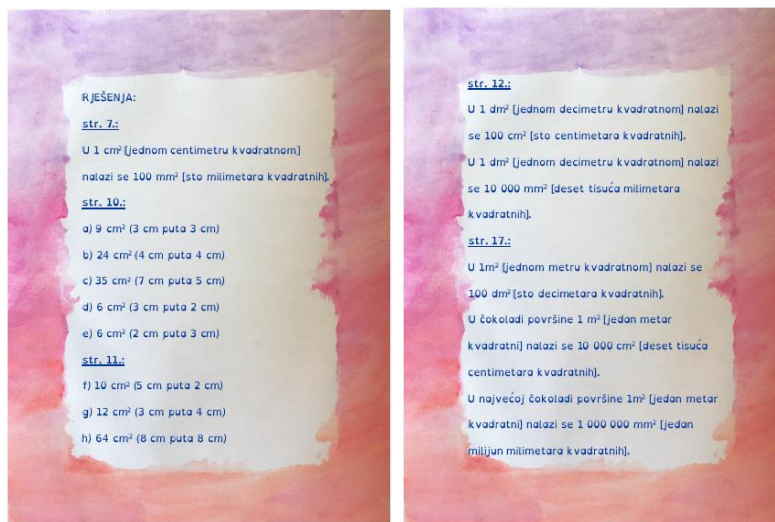 RJEŠENJA:
str. 7.:
U 1 cm² [jednom centimetru kvadratnom]
nalazi se 100 mm² [sto milimetara kvadratnih].
str. 10.:
a) 9 cm² (3 cm puta 3 cm)
b) 24 cm² (4 cm puta 4 cm)
c) 35 cm² (7 cm puta 5 cm)
d) 6 cm² (3 cm puta 2 cm)
e) 6 cm² (2 cm puta 3 cm)
str. 11.:
f) 10 cm² (5 cm puta 2 cm)
g) 12 cm² (3 cm puta 4 cm)
h) 64 cm² (8 cm puta 8 cm)
str. 12.:
U 1 dm² [jednom decimetru kvadratnom] nalazi
se 100 cm² [sto centimetara kvadratnih].
U 1 dm² [jednom decimetru kvadratnom] nalazi
se 10 000 mm² [deset tisuća milimetara
kvadratnih].
str. 17.:
U 1m² [jednom metru kvadratnom] nalazi se
100 dm² [sto decimetara kvadratnih].
U čokoladi površine 1 m² [jedan metar
kvadratni] nalazi se 10 000 cm² [deset tisuća
centimetara kvadratnih].
U najvećoj čokoladi površine 1m² [jedan metar
kvadratni] nalazi se 1 000 000 mm² [jedan
milijun milimetara kvadratnih].